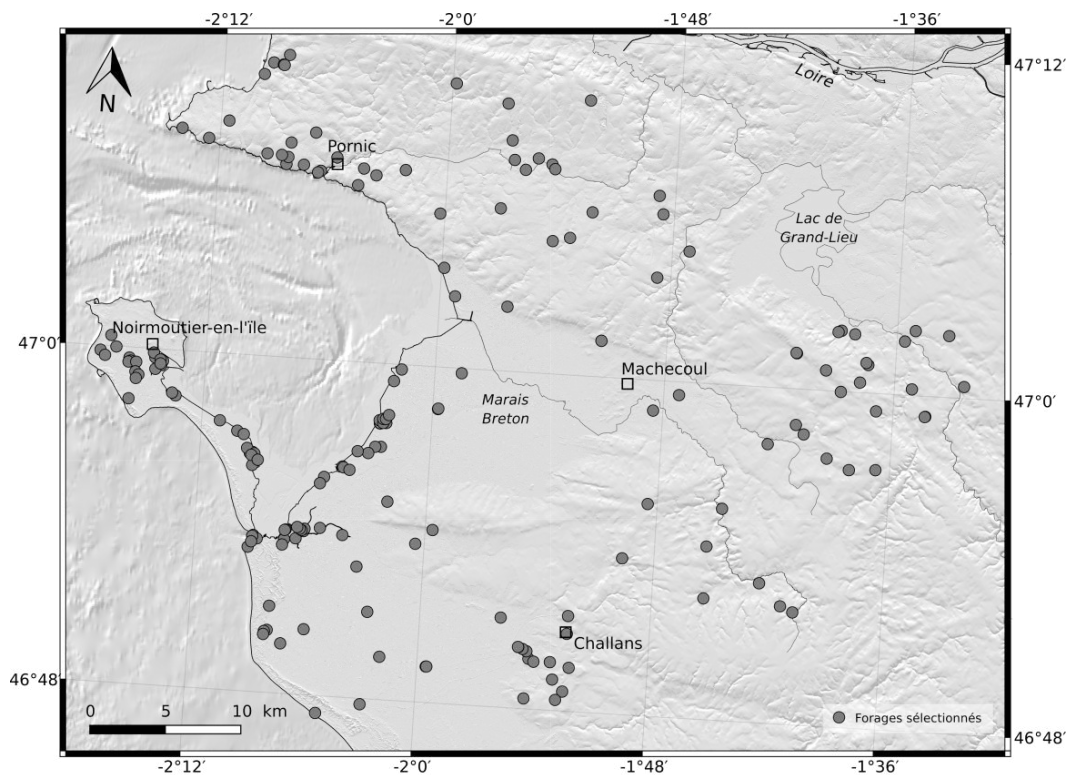 -2°12′ -2°0′ -1°48′ -1°36′
47°12′
Loire
N
Pornic
Lac de
Grand-Lieu
Noirmoutier-en-l'île
47°0′
Machecoul
Marais
Breton
47°0′
Challans
46°48′
0 5 10 km
Forages sélectionnés
46°48′
-2°12′ -2°0′ -1°48′ -1°36′